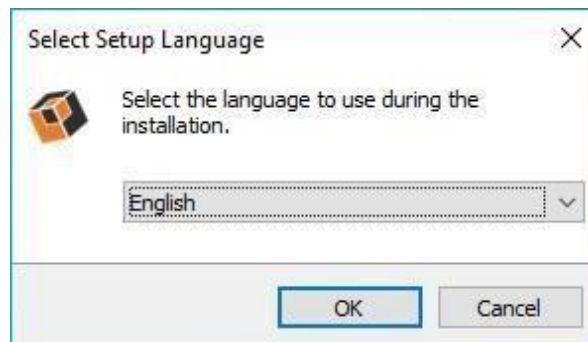 Select Setup Language
Select the language to use during the
installation.
English
OK
Cancel